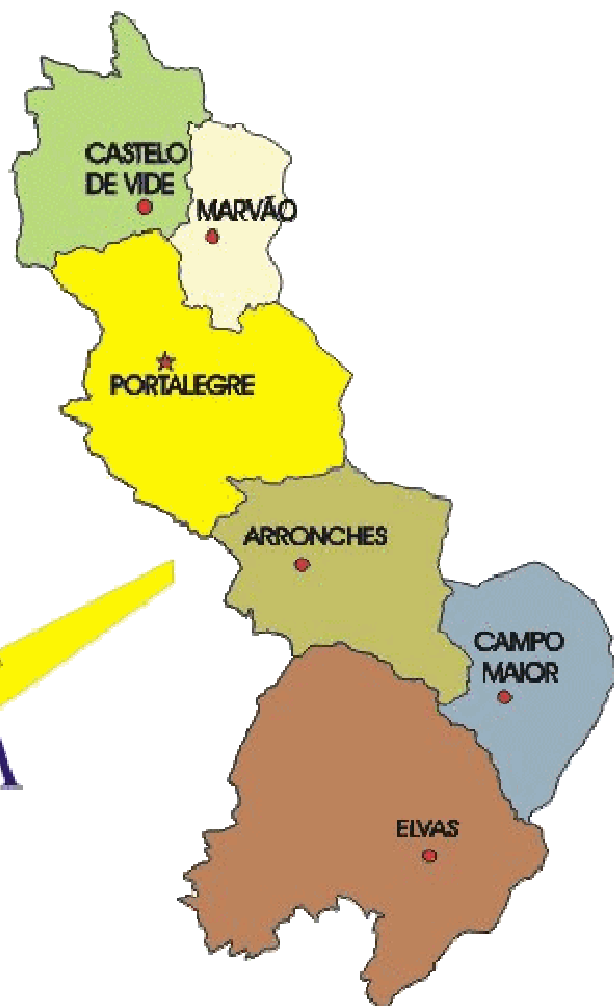 CASTELO
DE VIDE
MARVÃO
PORTALEGRE
ARRONCHES
CAMPO
MAIOR
ELVAS